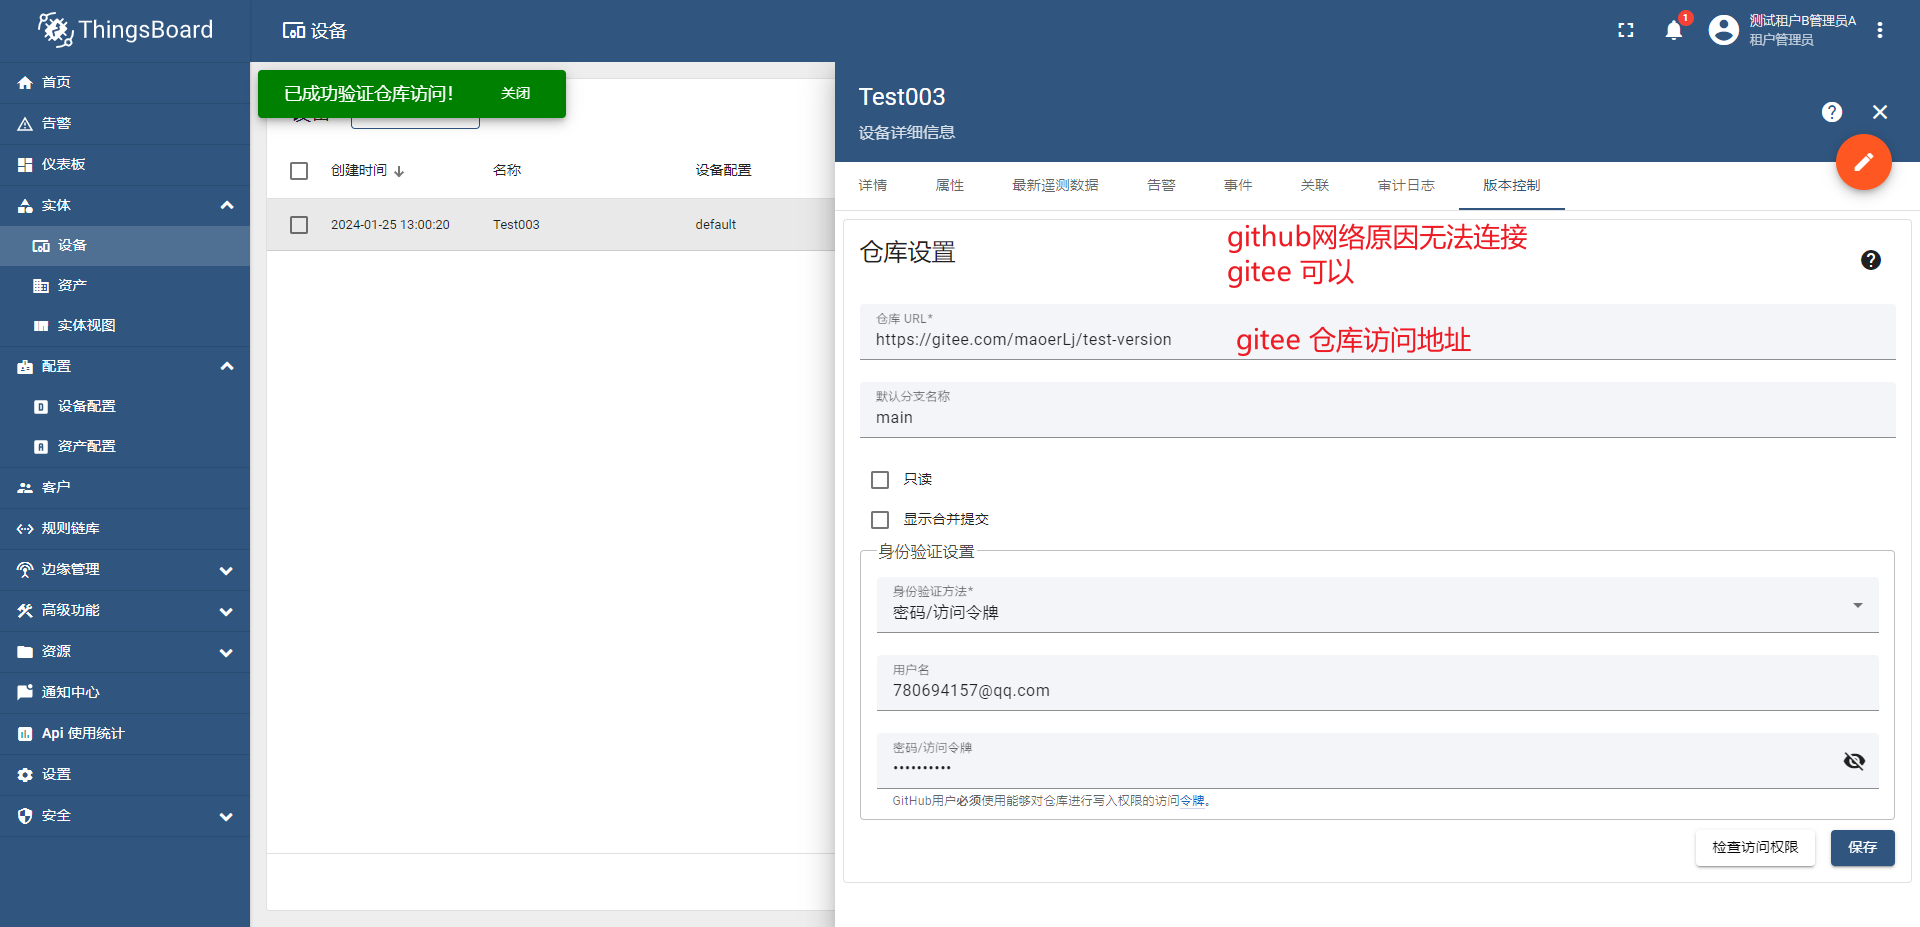 ThingsBoard
设备
1
测试租户B管理员A
租户管理员
首页
告警
仪表板
实体
设备
资产
实体视图
配置
设备配置
资产配置
客户
规则链库
边缘管理
高级功能
资源
通知中心
Api 使用统计
设置
安全
已成功验证仓库访问!
关闭
创建时间
名称
设备配置
2024-01-25 13:00:20
Test003
default
Test003
设备详细信息
详情
属性
最新遥测数据
告警
事件
关联
审计日志
版本控制
仓库设置
github网络原因无法连接
gitee 可以
仓库 URL*
https://gitee.com/maoerLj/test-version
gitee 仓库访问地址
默认分支名称
main
只读
显示合并提交
身份验证设置
身份验证方法*
密码/访问令牌
用户名
780694157@qq.com
密码/访问令牌
••••••••••
GitHub用户必须使用能够对仓库进行写入权限的访问令牌。
检查访问权限
保存